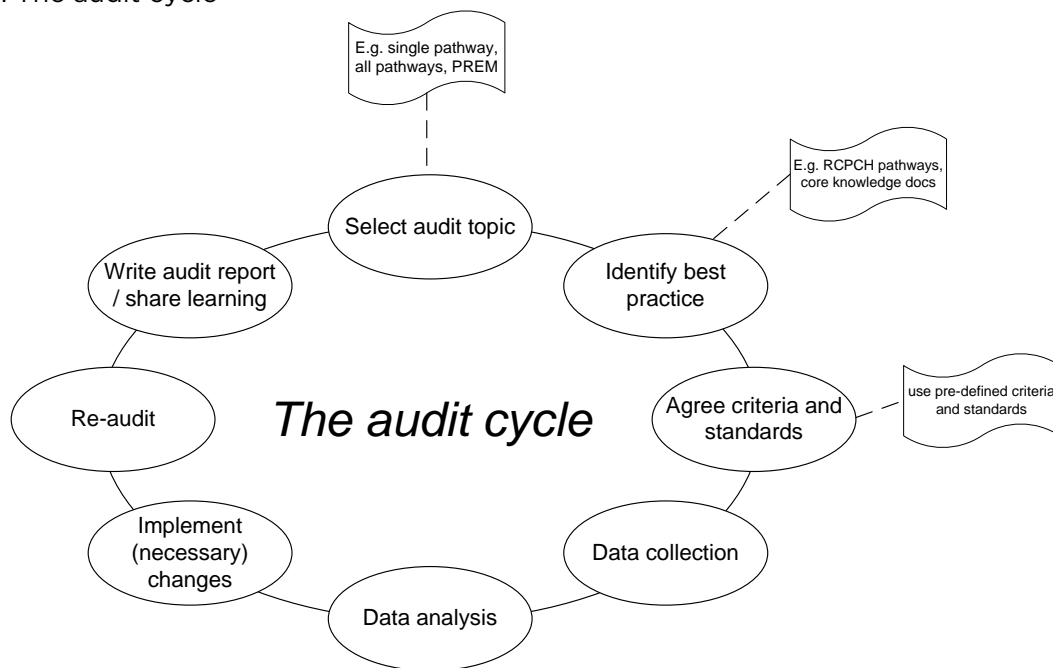 : The audit cycle
E.g. single pathway,
all pathways, PREM
E.g. RCPCH pathways,
core knowledge docs
Select audit topic
Identify best
practice
Write audit report
/ share learning
use pre-defined criteria
and standards
Agree criteria and
standards
The audit cycle
Re-audit
Data collection
Implement
(necessary)
changes
Data analysis